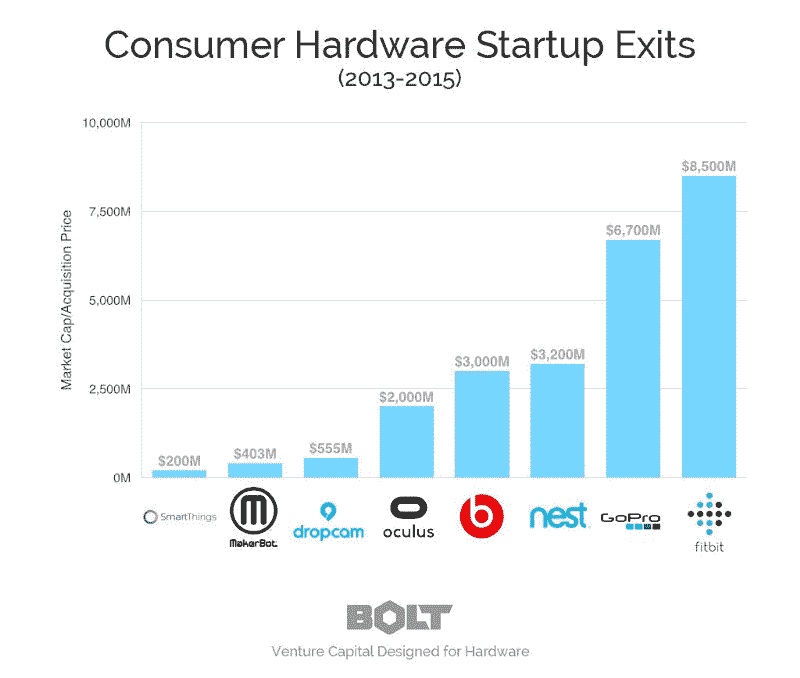 Consumer Hardware Startup Exits
(2013-2015)
Market Cap/Acquisition Price
10,000M
7,500M
5,000M
2,500M
0M
$200M
$403M
$555M
$2,000M
$3,000M
$3,200M
$6,700M
$8,500M
SmartThings
M
MakerBot.
dropcam
oculus
b
nest
GoPro
fitbit
BOLT
Venture Capital Designed for Hardware